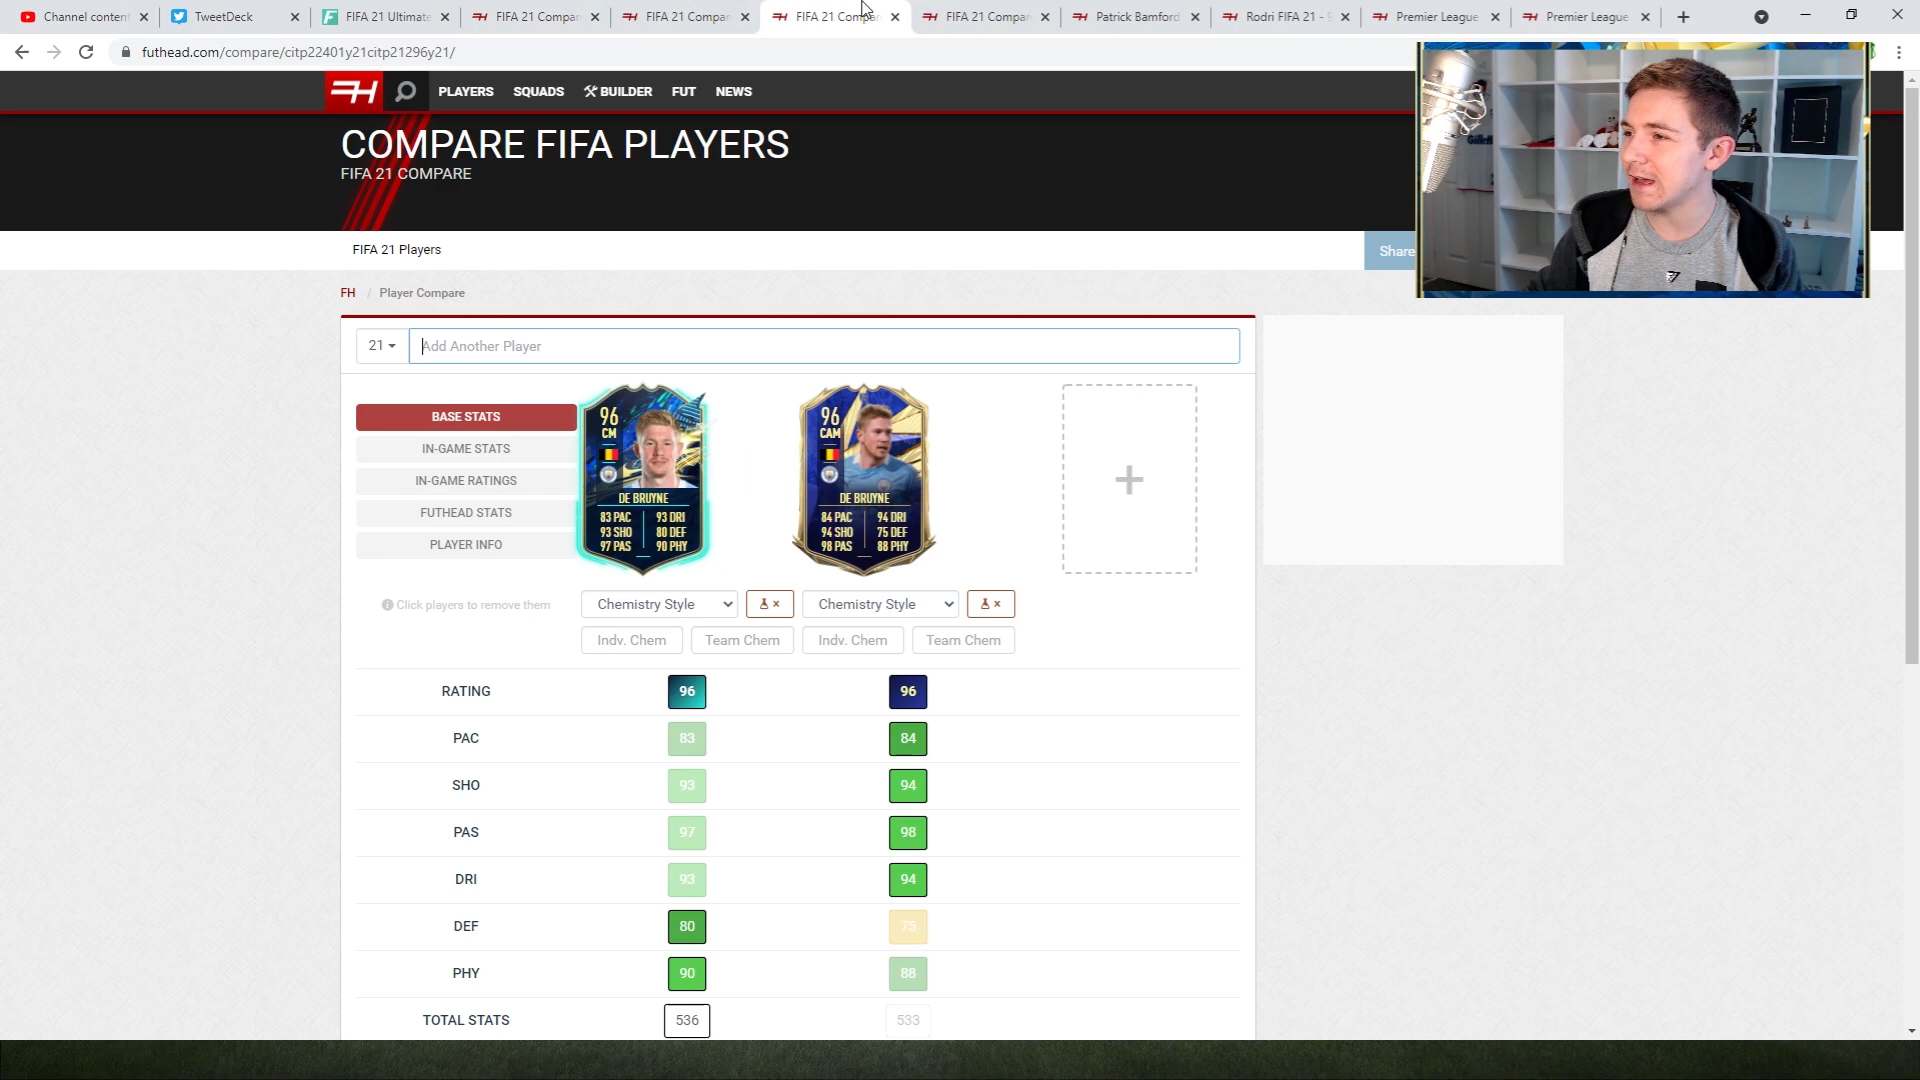 Channel content
TweetDeck
FIFA 21 Ultimate
FIFA 21 Compar
FIFA 21 Compar
FIFA 21 Compar
FIFA 21 Compar
Patrick Bamford
Rodri FIFA 21 - 9
Premier League
Premier League
futhead.com/compare/citp22401y21citp21296y21/
FH
PLAYERS
SQUADS
BUILDER
FUT
NEWS
COMPARE FIFA PLAYERS
FIFA 21 COMPARE
FIFA 21 Players
Share
FH / Player Compare
21
Add Another Player
BASE STATS
IN-GAME STATS
IN-GAME RATINGS
FUTHEAD STATS
PLAYER INFO
96
CM
DE BRUYNE
83 PAC 93 DRI
93 SHO 80 DEF
97 PAS 90 PHY
96
CAM
DE BRUYNE
84 PAC 94 DRI
94 SHO 75 DEF
98 PAS 88 PHY
+
Click players to remove them
Chemistry Style
×
Chemistry Style
×
Indv. Chem
Team Chem
Indv. Chem
Team Chem
RATING 96 96
PAC 83 84
SHO 93 94
PAS 97 98
DRI 93 94
DEF 80 75
PHY 90 88
TOTAL STATS 536 533